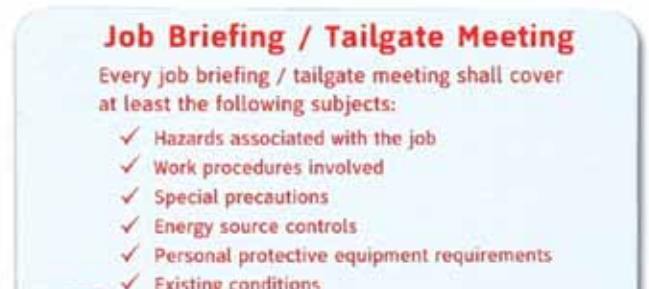 Job Briefing / Tailgate Meeting
Every job briefing / tailgate meeting shall cover
at least the following subjects:
✓ Hazards associated with the job
✓ Work procedures involved
✓ Special precautions
✓ Energy source controls
✓ Personal protective equipment requirements
✓ Existing conditions